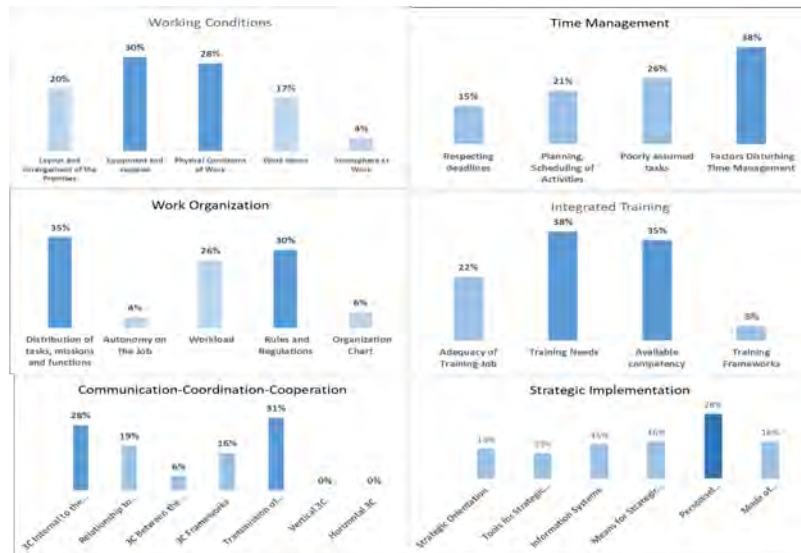 Working Conditions
30%
28%
20%
17%
4%
Layout and
Arrangement of the
Premises
Equipment and
Supplies
Physical Conditions
of Work
Work
Atmosphere at
Work
Time Management
38%
26%
21%
15%
Respecting
deadlines
Planning,
Scheduling of
Activities
Poorly assumed
tasks
Factors Disturbing
Time Management
Work Organization
35%
30%
26%
4%
6%
Distribution of
tasks, missions
and functions
Autonomy on
the Job
Workload
Rules and
Regulations
Organization
Chart
Integrated Training
38%
35%
22%
Adequacy of
Training-Job
Training Needs
Available
competency
Training
Frameworks
Communication-Coordination-Cooperation
31%
28%
19%
16%
6%
0%
0%
3C Internal to the...
Relationship to...
3C Between the...
3C Frameworks
Transmission of...
Vertical 3C
Horizontal 3C
Strategic Implementation
28%
16%
Strategic Orientation
Tools for Strategic...
Information Systems
Means for Strategic...
Personnel...
Mode of...